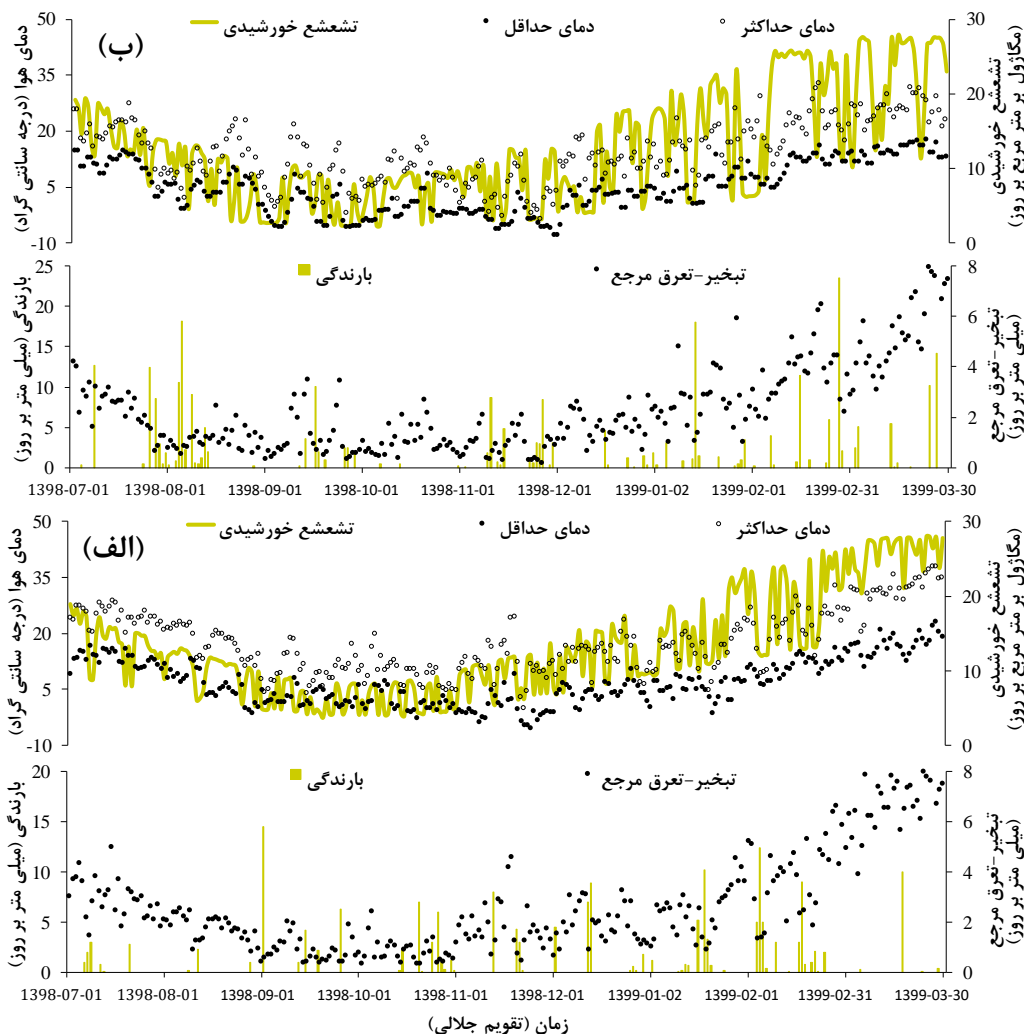 (ب)
تشعشع خورشیدی
دمای حداقل
دمای حداکثر
دمای هوا (درجه سانتی گراد)
50
35
20
5
-10
30
20
10
0
تشعشع خورشیدی
(مگاژول بر متر مربع بر روز)
بارندگی
تبخیر-تعرق مرجع
بارندگی (میلی متر بر روز)
25
20
15
10
5
0
8
6
4
2
0
تبخیر-تعرق مرجع
(میلی متر بر روز)
1398-07-01
1398-08-01
1398-09-01
1398-10-01
1398-11-01
1398-12-01
1399-01-02
1399-02-01
1399-02-31
1399-03-30
(الف)
تشعشع خورشیدی
دمای حداقل
دمای حداکثر
دمای هوا (درجه سانتی گراد)
50
35
20
5
-10
30
20
10
0
تشعشع خورشیدی
(مگاژول بر متر مربع بر روز)
بارندگی
تبخیر-تعرق مرجع
بارندگی (میلی متر بر روز)
20
15
10
5
0
8
6
4
2
0
تبخیر-تعرق مرجع
(میلی متر بر روز)
1398-07-01
1398-08-01
1398-09-01
1398-10-01
1398-11-01
1398-12-01
1399-01-02
1399-02-01
1399-02-31
1399-03-30
زمان (تقویم جلالی)